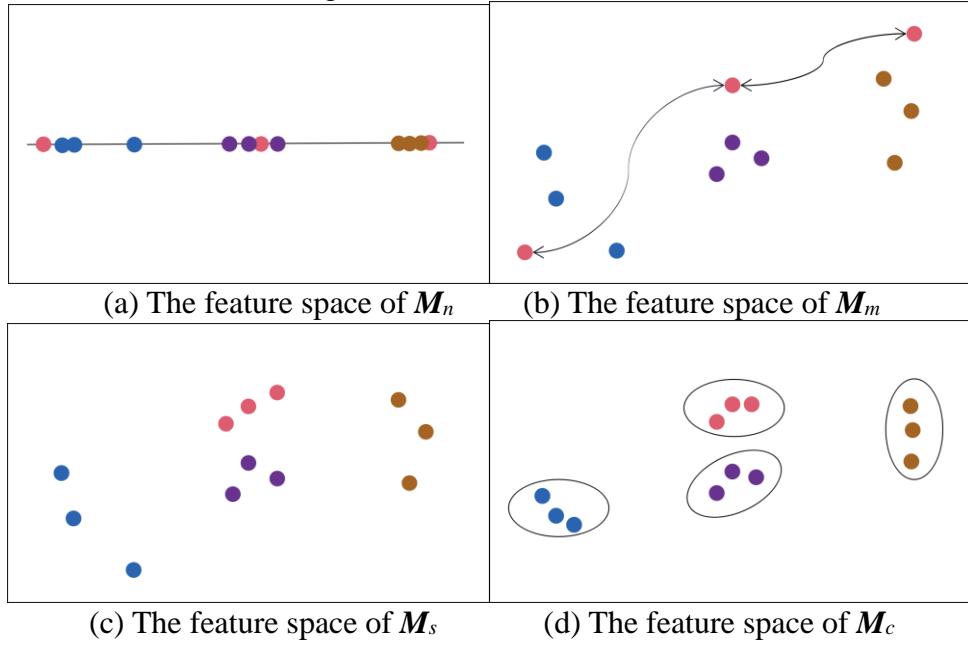 (a) The feature space of Mn
(b) The feature space of Mm
(c) The feature space of Ms
(d) The feature space of Mc